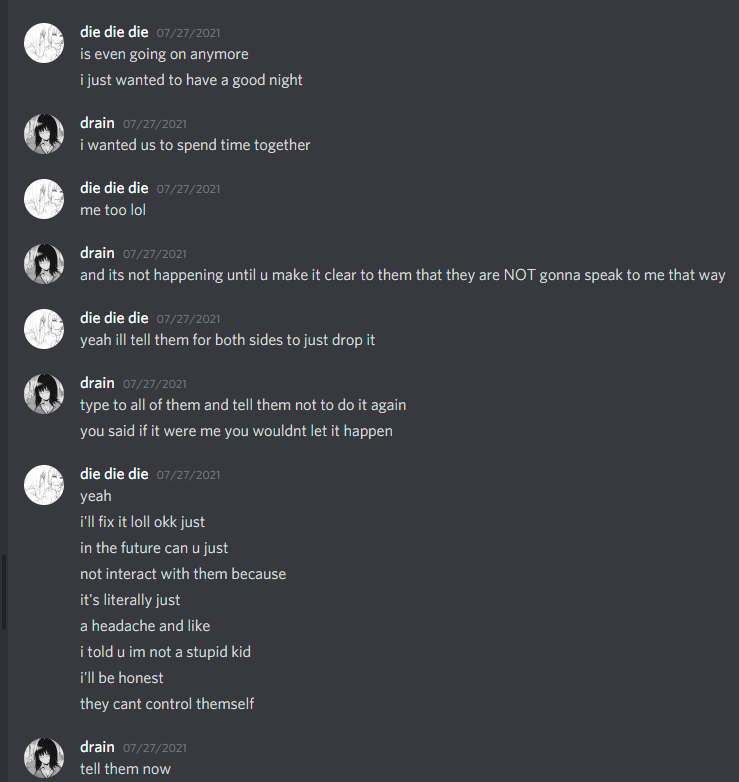 die die die 07/27/2021
is even going on anymore
i just wanted to have a good night
drain 07/27/2021
i wanted us to spend time together
die die die 07/27/2021
me too lol
drain 07/27/2021
and its not happening until u make it clear to them that they are NOT gonna speak to me that way
die die die 07/27/2021
yeah ill tell them for both sides to just drop it
drain 07/27/2021
type to all of them and tell them not to do it again
you said if it were me you wouldnt let it happen
die die die 07/27/2021
yeah
i'll fix it loll okk just
in the future can u just
not interact with them because
it's literally just
a headache and like
i told u im not a stupid kid
i'll be honest
they cant control themself
drain 07/27/2021
tell them now